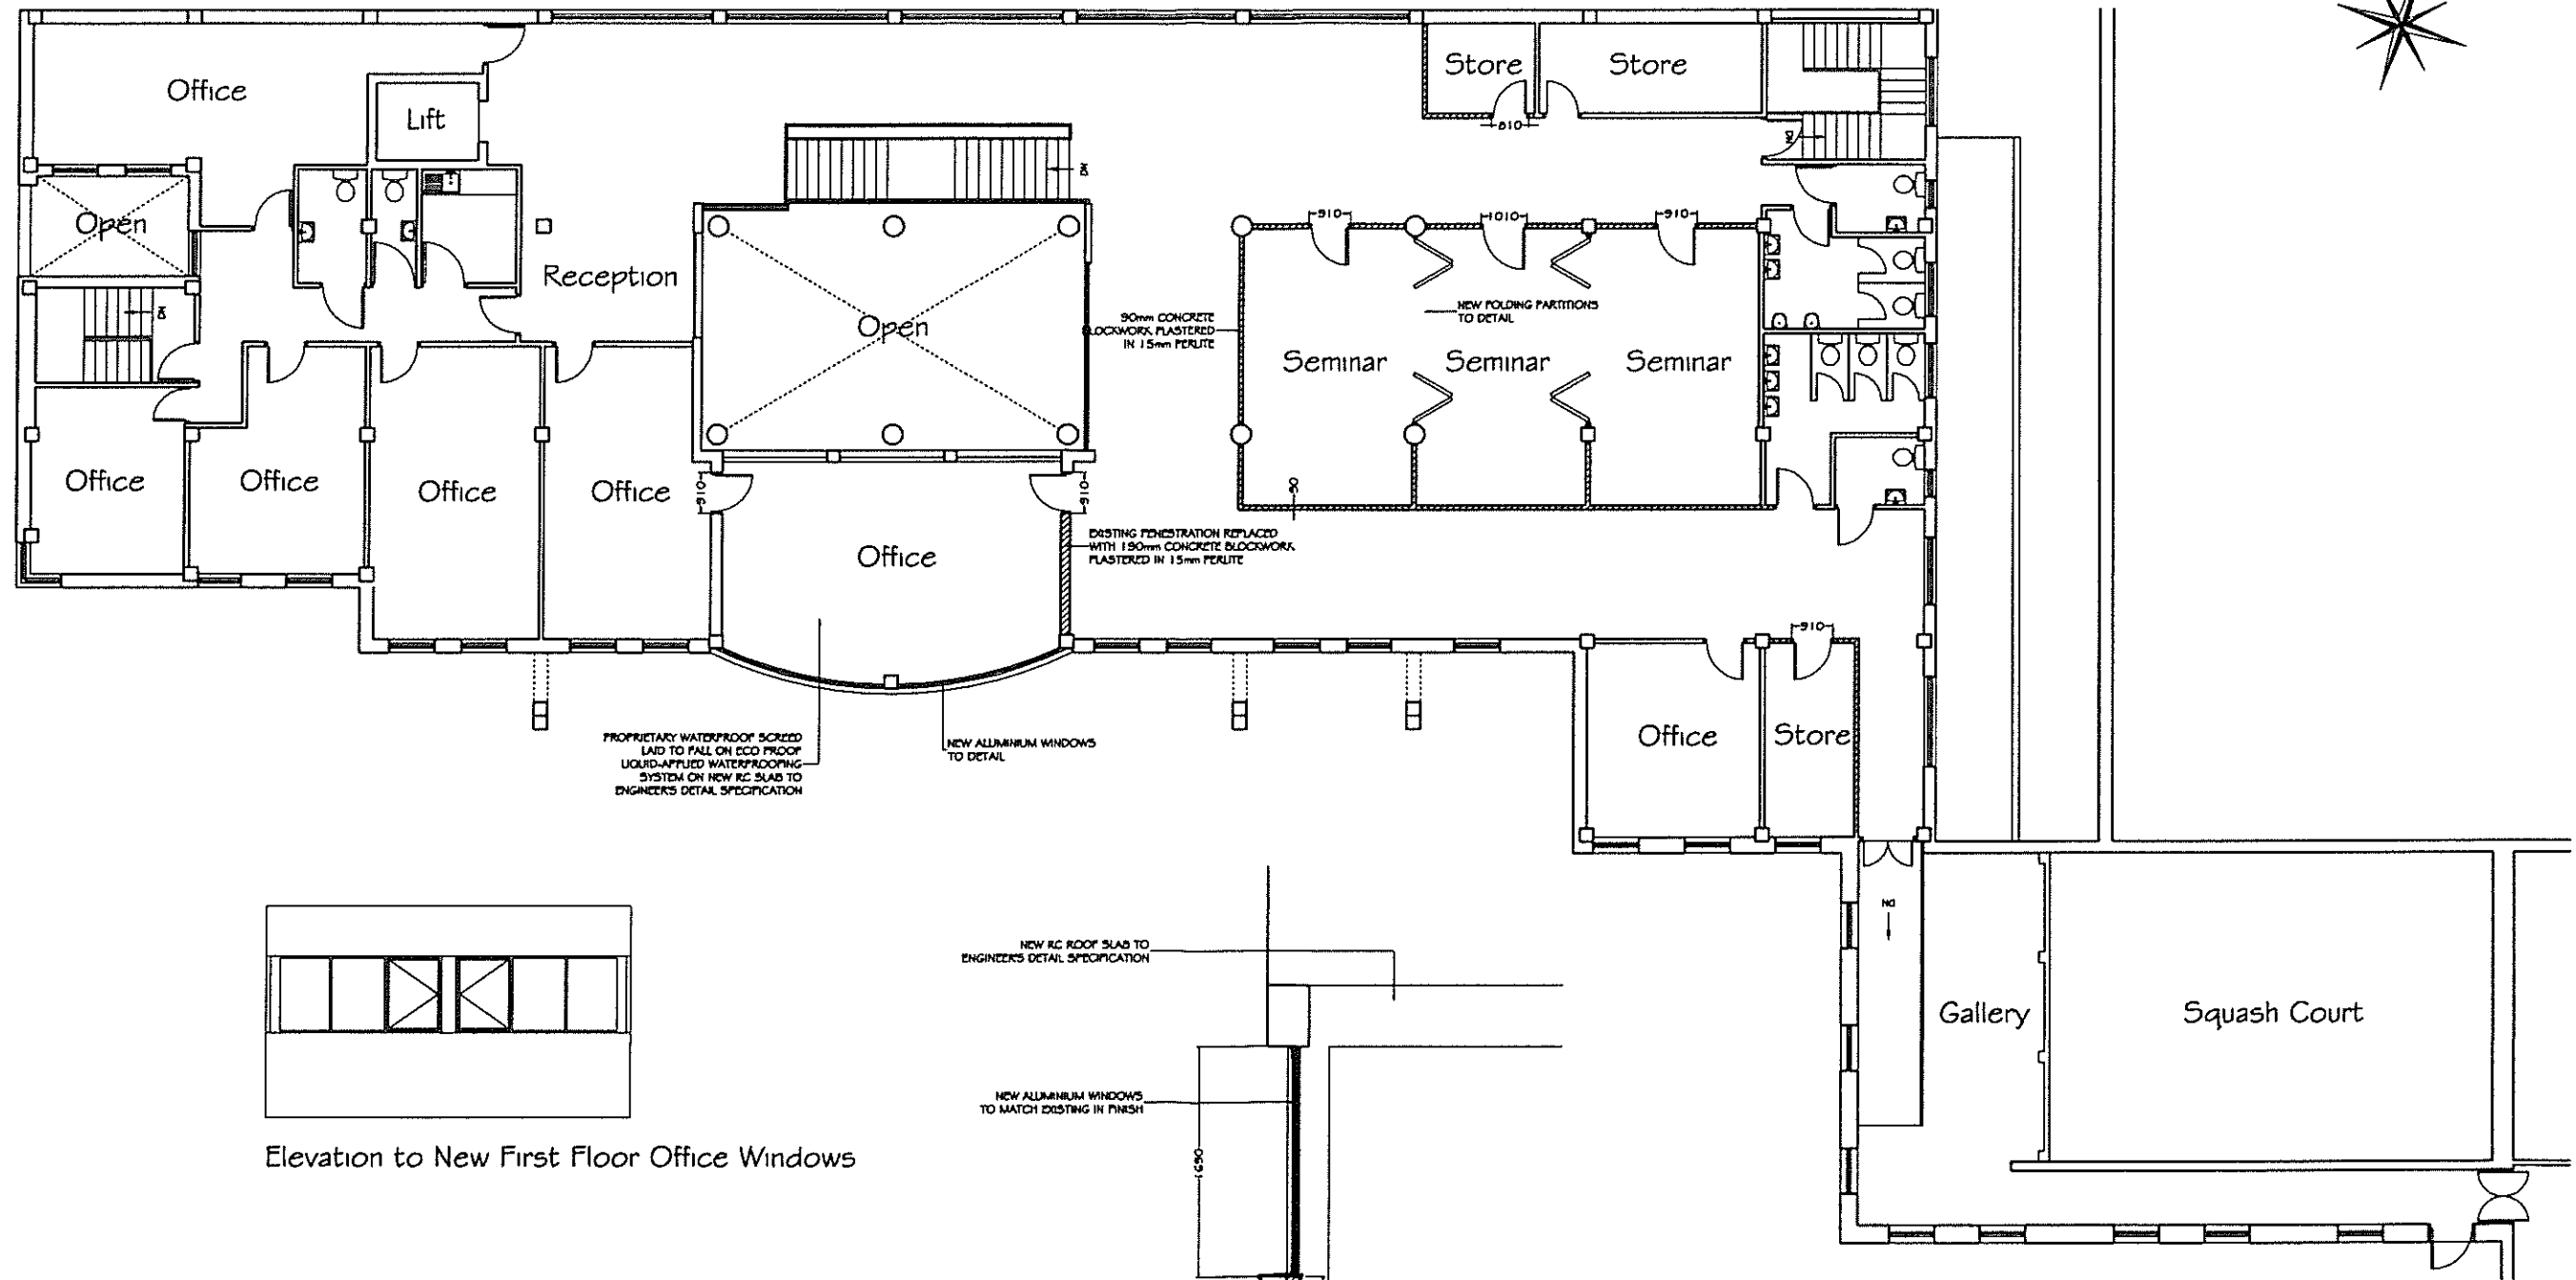 Office
Lift
Store
Store
810
DN
DN
Open
Reception
Open
910
1010
910
NEW FOLDING PARTITIONS
TO DETAIL
90mm CONCRETE
BLOCKWORK PLASTERED
IN 15mm PERLITE
Seminar
Seminar
Seminar
DN
Office
Office
Office
Office
910
910
90
Office
EXISTING FENESTRATION REPLACED
WITH 190mm CONCRETE BLOCKWORK
PLASTERED IN 15mm PERLITE
910
Office
Store
PROPRIETARY WATERPROOF SCREED
LAID TO FALL ON ECO PROOF
LIQUID-APPLIED WATERPROOFING
SYSTEM ON NEW RC SLAB TO
ENGINEER'S DETAIL SPECIFICATION
NEW ALUMINIUM WINDOWS
TO DETAIL
DN
Gallery
Squash Court
NEW RC ROOF SLAB TO
ENGINEER'S DETAIL SPECIFICATION
NEW ALUMINIUM WINDOWS
TO MATCH EXISTING IN FINISH
1690
Elevation to New First Floor Office Windows